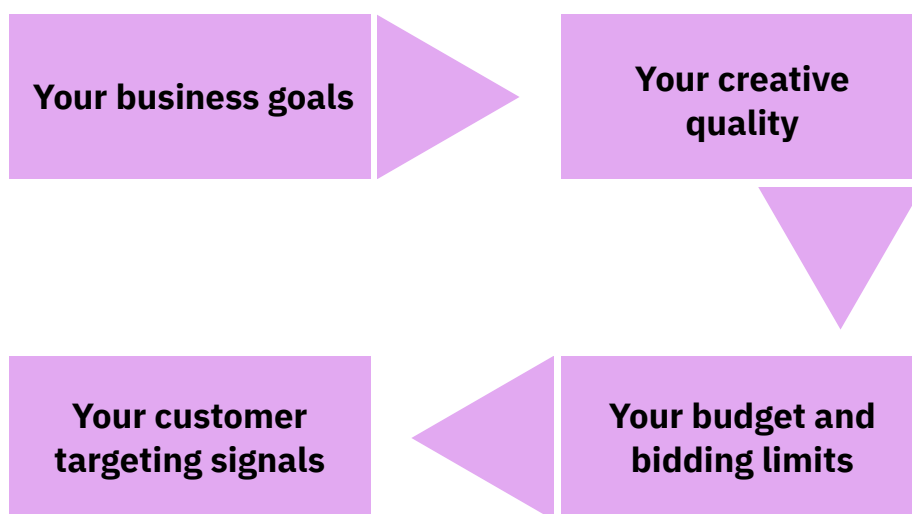 Your business goals
Your creative
quality
Your budget and
bidding limits
Your customer
targeting signals